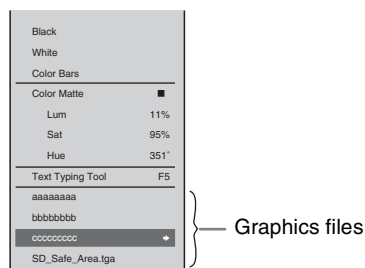 Black
White
Color Bars
Color Matte ■
Lum 11%
Sat 95%
Hue 351°
Text Typing Tool F5
aaaaaaaa
bbbbbbbb
ccccccccc
SD_Safe_Area.tga
Graphics files